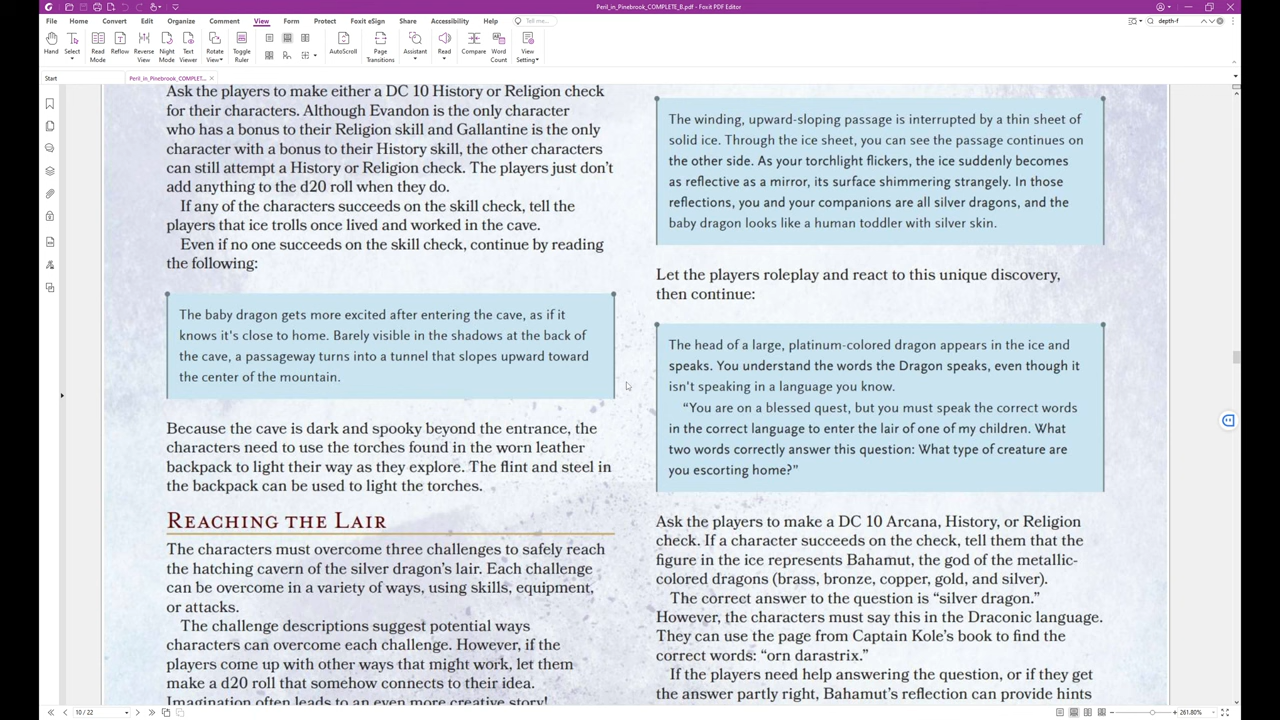 Peril_in_Pinebrook_COMPLETE_B.pdf - Foxit PDF Editor
File Home Convert Edit Organize Comment View Form Protect Foxit eSign Share Accessibility Help Tell me...
depth-f
Hand Select Read Mode Reflow Reverse View Night Mode Text Viewer Rotate View Toggle Ruler AutoScroll Page Transitions Assistant Read Compare Word Count View Setting
Start Peril_in_Pinebrook_COMPLET...
Ask the players to make either a DC 10 History or Religion check
for their characters. Although Evandon is the only character
who has a bonus to their Religion skill and Gallantine is the only
character with a bonus to their History skill, the other characters
can still attempt a History or Religion check. The players just don't
add anything to the d20 roll when they do.
If any of the characters succeeds on the skill check, tell the
players that ice trolls once lived and worked in the cave.
Even if no one succeeds on the skill check, continue by reading
the following:
The baby dragon gets more excited after entering the cave, as if it
knows it's close to home. Barely visible in the shadows at the back of
the cave, a passageway turns into a tunnel that slopes upward toward
the center of the mountain.
Because the cave is dark and spooky beyond the entrance, the
characters need to use the torches found in the worn leather
backpack to light their way as they explore. The flint and steel in
the backpack can be used to light the torches.
Reaching the Lair
The characters must overcome three challenges to safely reach
the hatching cavern of the silver dragon's lair. Each challenge
can be overcome in a variety of ways, using skills, equipment,
or attacks.
The challenge descriptions suggest potential ways
characters can overcome each challenge. However, if the
players come up with other ways that might work, let them
make a d20 roll that somehow connects to their idea.
Imagination often leads to an even more creative story!
The winding, upward-sloping passage is interrupted by a thin sheet of
solid ice. Through the ice sheet, you can see the passage continues on
the other side. As your torchlight flickers, the ice suddenly becomes
as reflective as a mirror, its surface shimmering strangely. In those
reflections, you and your companions are all silver dragons, and the
baby dragon looks like a human toddler with silver skin.
Let the players roleplay and react to this unique discovery,
then continue:
The head of a large, platinum-colored dragon appears in the ice and
speaks. You understand the words the Dragon speaks, even though it
isn't speaking in a language you know.
"You are on a blessed quest, but you must speak the correct words
in the correct language to enter the lair of one of my children. What
two words correctly answer this question: What type of creature are
you escorting home?"
Ask the players to make a DC 10 Arcana, History, or Religion
check. If a character succeeds on the check, tell them that the
figure in the ice represents Bahamut, the god of the metallic-
colored dragons (brass, bronze, copper, gold, and silver).
The correct answer to the question is "silver dragon."
However, the characters must say this in the Draconic language.
They can use the page from Captain Kole's book to find the
correct words: "orn darastrix."
If the players need help answering the question, or if they get
the answer partly right, Bahamut's reflection can provide hints
10 / 22
261.80%